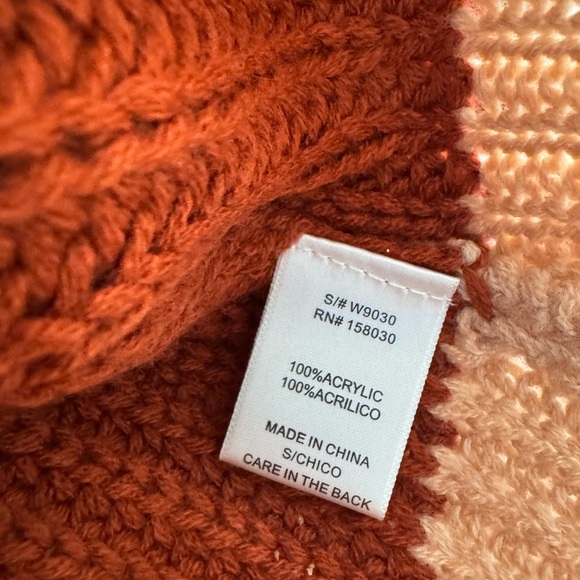 S/# W9030
RN# 158030
100%ACRYLIC
100%ACRILICO
MADE IN CHINA
S/CHICO
CARE IN THE BACK